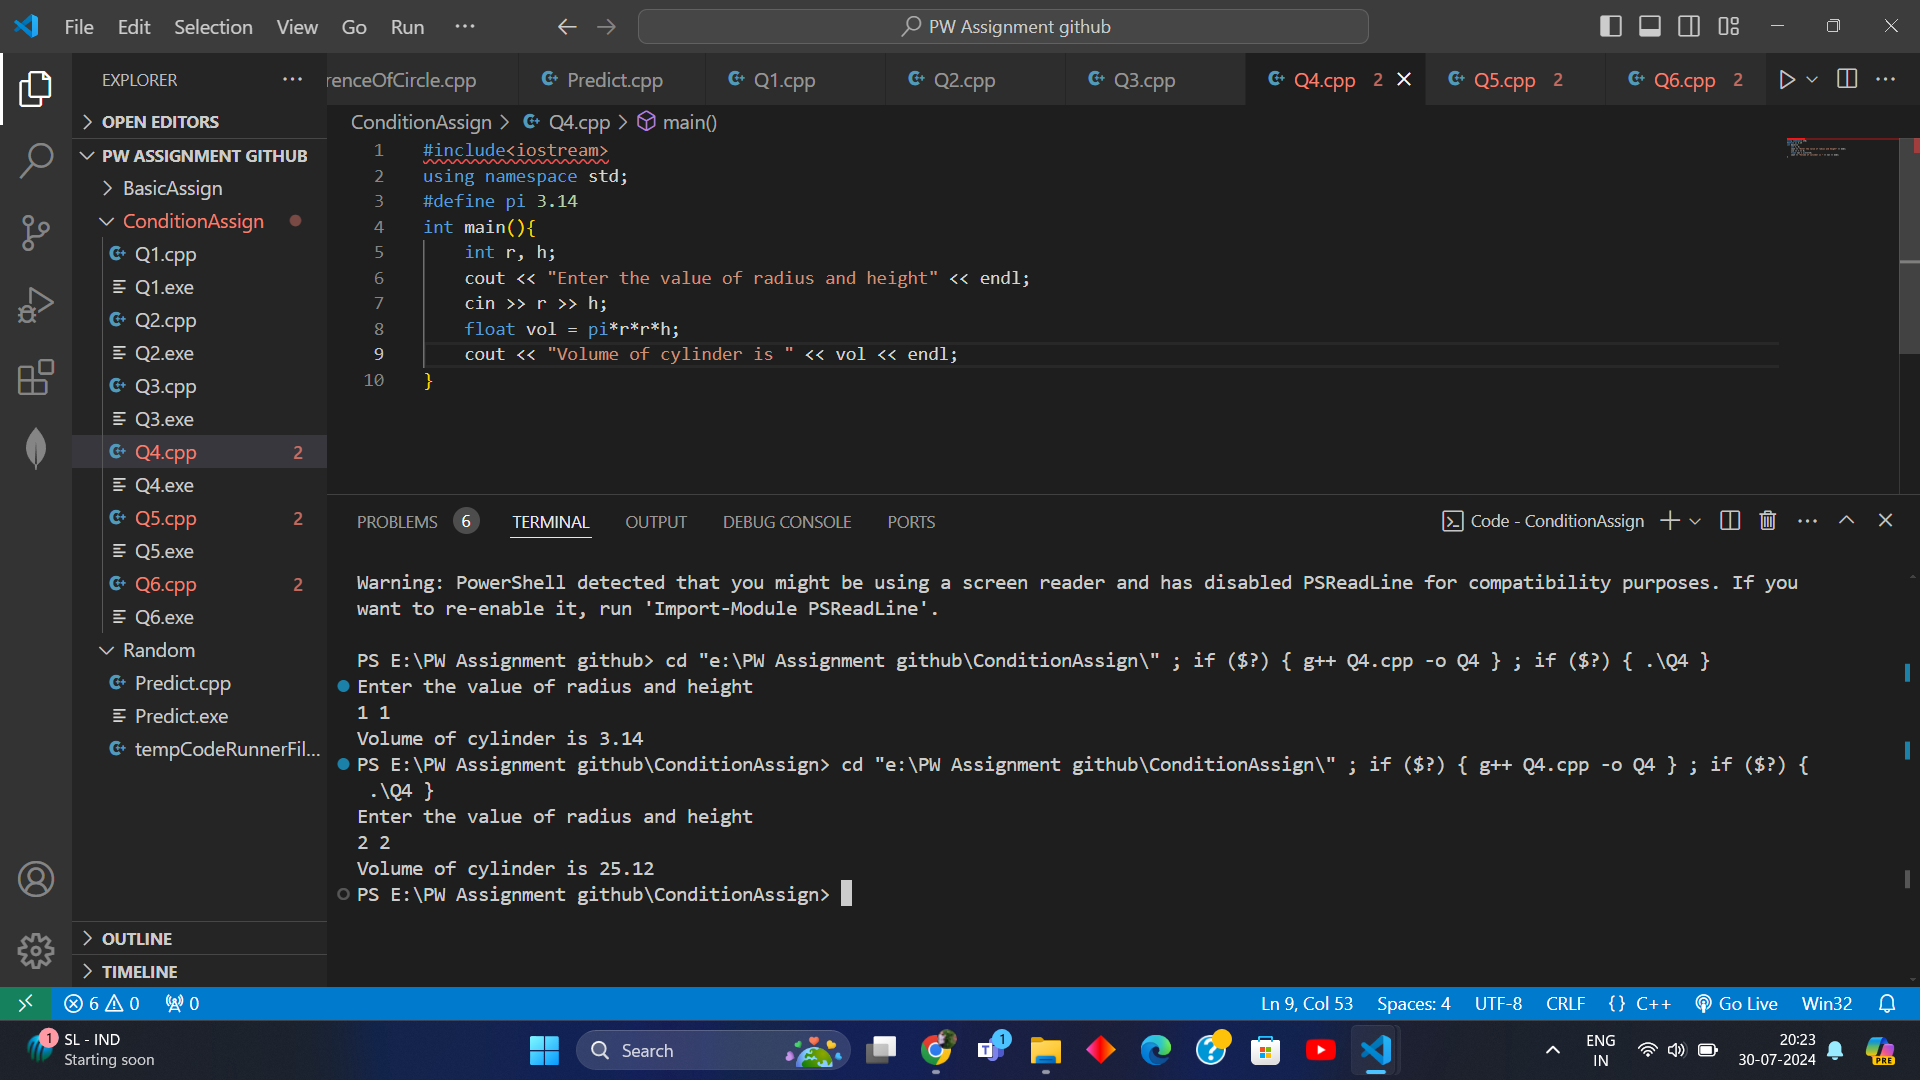 File Edit Selection View Go Run ···
PW Assignment github
EXPLORER ···
OPEN EDITORS
PW ASSIGNMENT GITHUB
BasicAssign
ConditionAssign
Q1.cpp
Q1.exe
Q2.cpp
Q2.exe
Q3.cpp
Q3.exe
Q4.cpp 2
Q4.exe
Q5.cpp 2
Q5.exe
Q6.cpp 2
Q6.exe
Random
Predict.cpp
Predict.exe
tempCodeRunnerFil...
OUTLINE
TIMELINE
renceOfCircle.cpp Predict.cpp Q1.cpp Q2.cpp Q3.cpp Q4.cpp 2 Q5.cpp 2 Q6.cpp 2
ConditionAssign > Q4.cpp > main()
1 #include<iostream>
2 using namespace std;
3 #define pi 3.14
4 int main(){
5 int r, h;
6 cout << "Enter the value of radius and height" << endl;
7 cin >> r >> h;
8 float vol = pi*r*r*h;
9 cout << "Volume of cylinder is " << vol << endl;
10 }
PROBLEMS 6 TERMINAL OUTPUT DEBUG CONSOLE PORTS
Code - ConditionAssign
Warning: PowerShell detected that you might be using a screen reader and has disabled PSReadLine for compatibility purposes. If you
want to re-enable it, run 'Import-Module PSReadLine'.
PS E:\PW Assignment github> cd "e:\PW Assignment github\ConditionAssign\" ; if ($?) { g++ Q4.cpp -o Q4 } ; if ($?) { .\Q4 }
Enter the value of radius and height
1 1
Volume of cylinder is 3.14
PS E:\PW Assignment github\ConditionAssign> cd "e:\PW Assignment github\ConditionAssign\" ; if ($?) { g++ Q4.cpp -o Q4 } ; if ($?) {
.\Q4 }
Enter the value of radius and height
2 2
Volume of cylinder is 25.12
PS E:\PW Assignment github\ConditionAssign>
6 0 0
Ln 9, Col 53 Spaces: 4 UTF-8 CRLF {} C++ Go Live Win32
1 SL - IND
Starting soon
Search
1
ENG
IN
20:23
30-07-2024
PRE